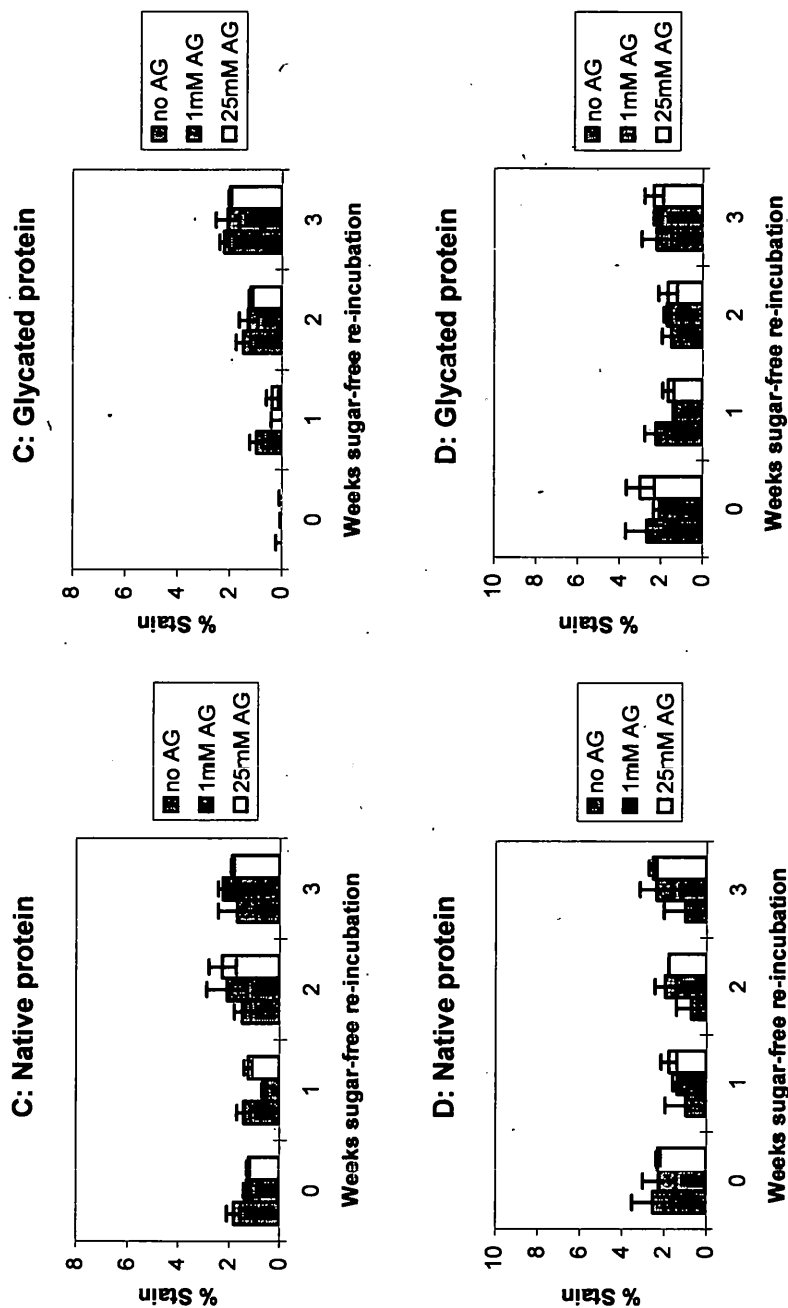 C: Native protein
% Stain
8
6
4
2
0
0 1 2 3
Weeks sugar-free re-incubation
no AG
1mM AG
25mM AG
C: Glycated protein
% Stain
8
6
4
2
0
0 1 2 3
Weeks sugar-free re-incubation
no AG
1mM AG
25mM AG
D: Native protein
% Stain
10
8
6
4
2
0
0 1 2 3
Weeks sugar-free re-incubation
no AG
1mM AG
25mM AG
D: Glycated protein
% Stain
10
8
6
4
2
0
0 1 2 3
Weeks sugar-free re-incubation
no AG
1mM AG
25mM AG